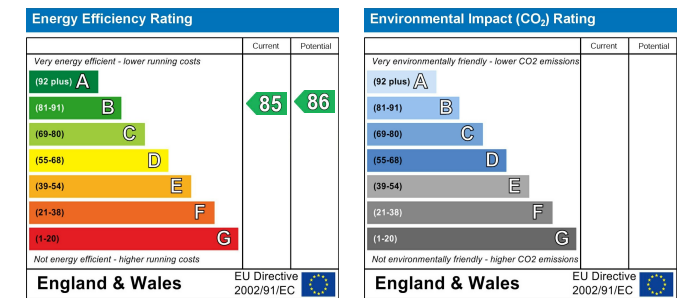 Energy Efficiency Rating
Current Potential
Very energy efficient - lower running costs
(92 plus) A
(81-91) B
85 86
(69-80) C
(55-68) D
(39-54) E
(21-38) F
(1-20) G
Not energy efficient - higher running costs
England & Wales
EU Directive
2002/91/EC
Environmental Impact (CO2) Rating
Current Potential
Very environmentally friendly - lower CO2 emissions
(92 plus) A
(81-91) B
(69-80) C
(55-68) D
(39-54) E
(21-38) F
(1-20) G
Not environmentally friendly - higher CO2 emissions
England & Wales
EU Directive
2002/91/EC